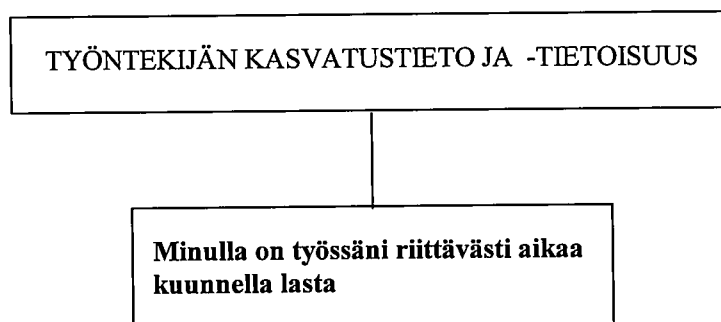 TYÖNTEKIJÄN KASVATUSTIETO JA -TIETOISUUS
Minulla on työssäni riittävästi aikaa
kuunnella lasta